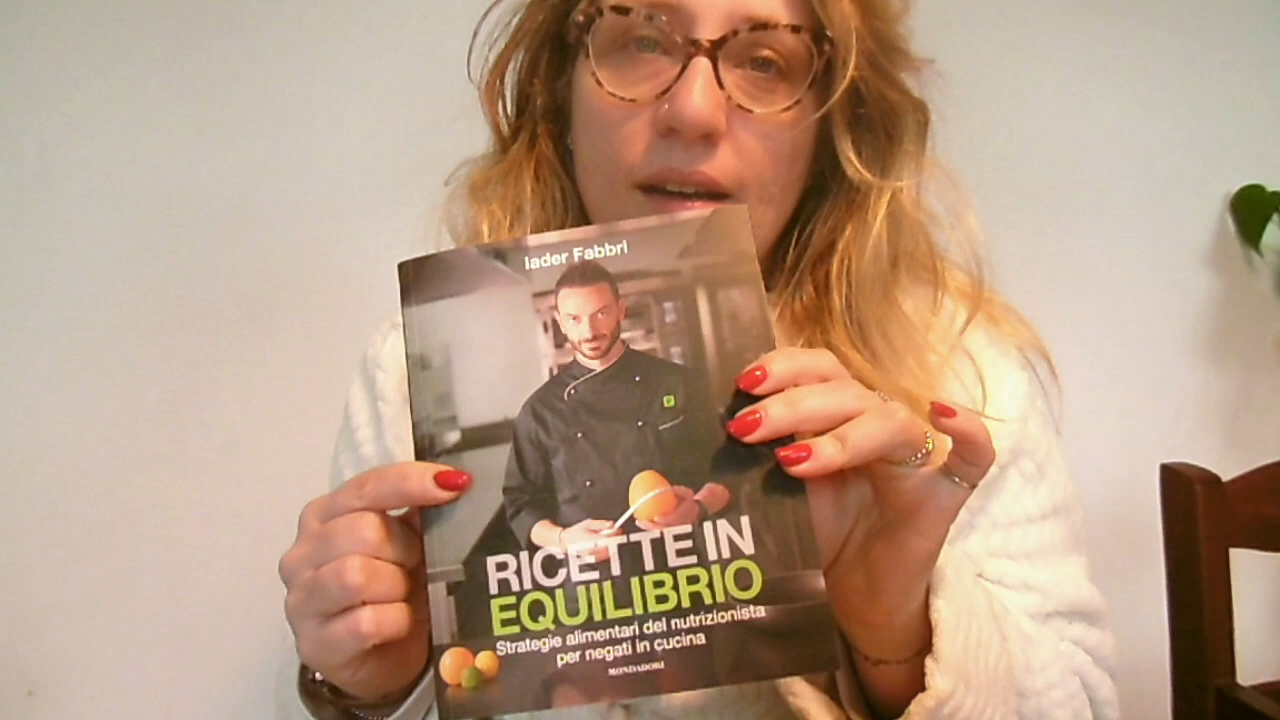 Iader Fabbri
RICETTE IN
EQUILIBRIO
Strategie alimentari del nutrizionista
per negati in cucina
MONDADORI